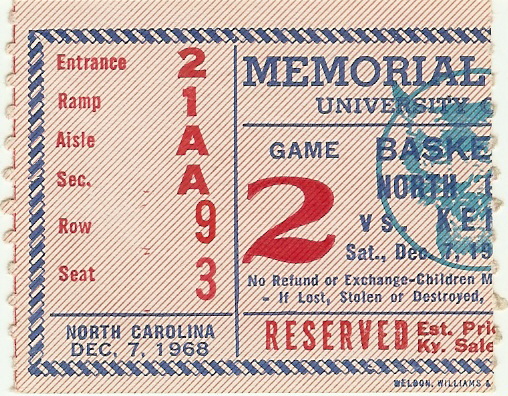 Entrance 2
Ramp 1
Aisle A
Sec. A
Row 9
Seat 3
NORTH CAROLINA
DEC. 7, 1968
MEMORIAL
UNIVERSITY
GAME 2
BASKE
NORTH
VS. KE
Sat., Dec. 7, 19
No Refund or Exchange-Children M
- If Lost, Stolen or Destroyed,
RESERVED Est. Pric
Ky. Sale
WELDON, WILLIAMS &